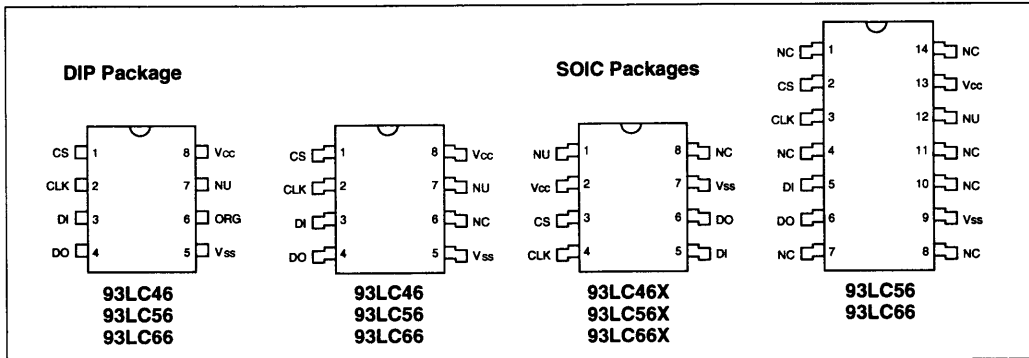 DIP Package
SOIC Packages
CS 1 8 Vcc
CLK 2 7 NU
DI 3 6 ORG
DO 4 5 Vss
93LC46
93LC56
93LC66
CS 1 8 Vcc
CLK 2 7 NU
DI 3 6 NC
DO 4 5 Vss
93LC46
93LC56
93LC66
NU 1 8 NC
Vcc 2 7 Vss
CS 3 6 DO
CLK 4 5 DI
93LC46X
93LC56X
93LC66X
NC 1 14 NC
CS 2 13 Vcc
CLK 3 12 NU
NC 4 11 NC
DI 5 10 NC
DO 6 9 Vss
NC 7 8 NC
93LC56
93LC66